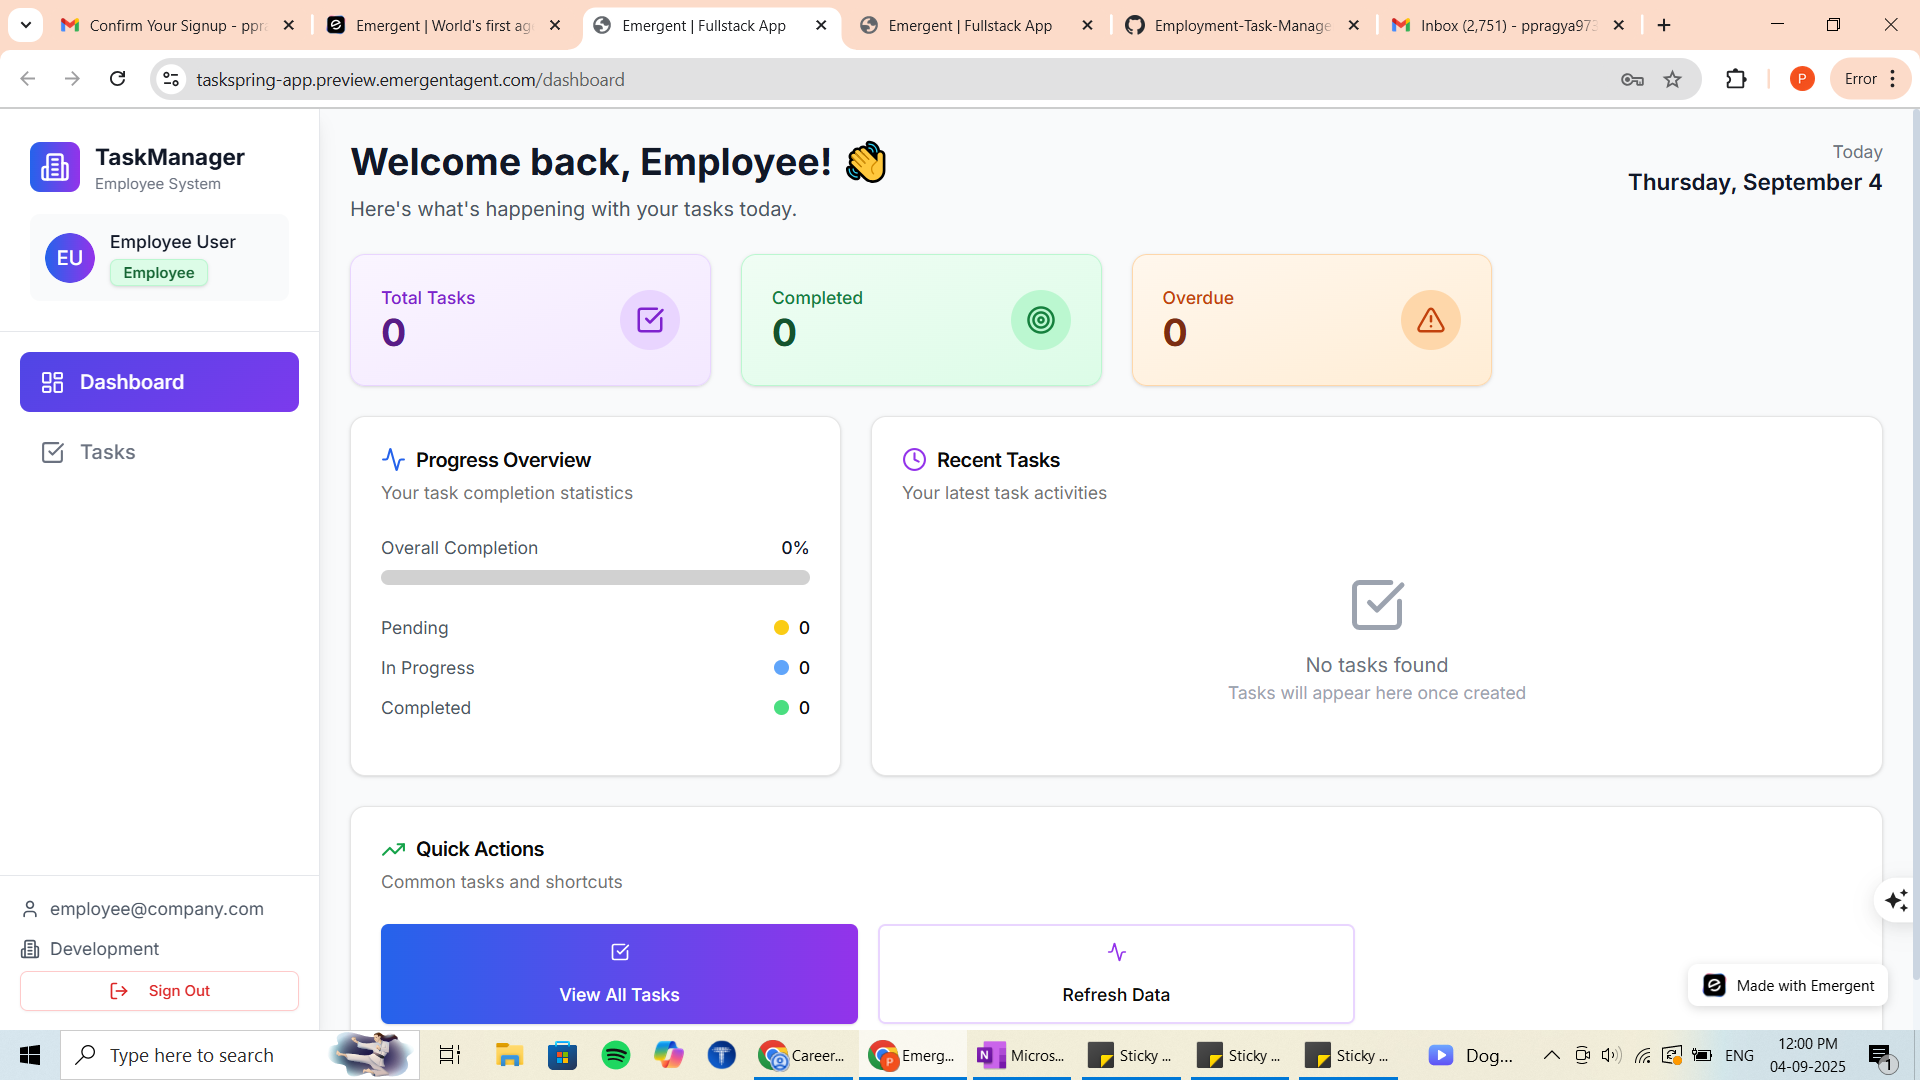 Confirm Your Signup - ppra
Emergent | World's first age
Emergent | Fullstack App
Emergent | Fullstack App
Employment-Task-Manage
Inbox (2,751) - ppragya973
taskspring-app.preview.emergentagent.com/dashboard
P
Error
TaskManager
Employee System
EU
Employee User
Employee
Dashboard
Tasks
employee@company.com
Development
Sign Out
Welcome back, Employee! 👋
Here's what's happening with your tasks today.
Today
Thursday, September 4
Total Tasks
0
Completed
0
Overdue
0
Progress Overview
Your task completion statistics
Overall Completion 0%
Pending 0
In Progress 0
Completed 0
Recent Tasks
Your latest task activities
No tasks found
Tasks will appear here once created
Quick Actions
Common tasks and shortcuts
View All Tasks
Refresh Data
Made with Emergent
Type here to search
Career...
P
Emerg...
N
Micros...
Sticky ...
Sticky ...
Sticky ...
Dog...
ENG
12:00 PM
04-09-2025
1